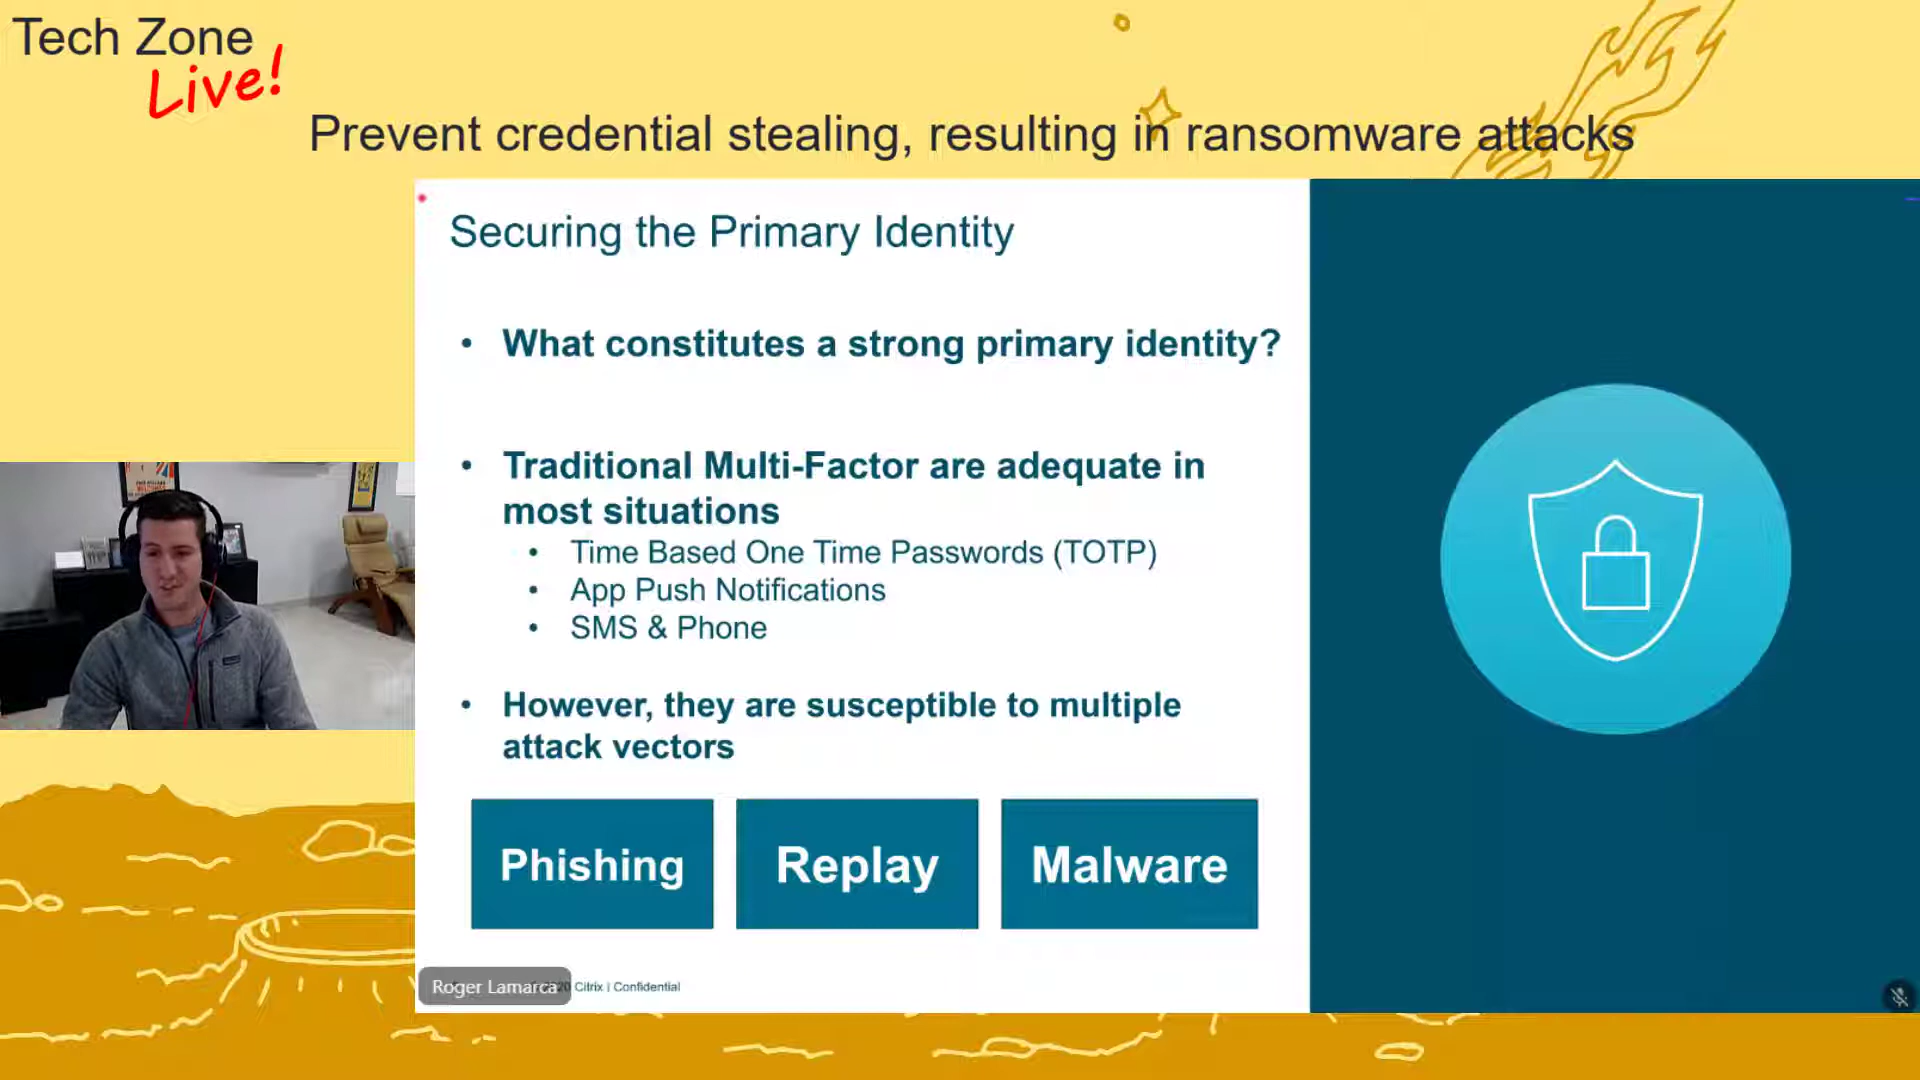 Tech Zone
Live!
Prevent credential stealing, resulting in ransomware attacks
Securing the Primary Identity
• What constitutes a strong primary identity?
• Traditional Multi-Factor are adequate in
most situations
• Time Based One Time Passwords (TOTP)
• App Push Notifications
• SMS & Phone
• However, they are susceptible to multiple
attack vectors
Phishing Replay Malware
Roger Lamarca 20 Citrix | Confidential